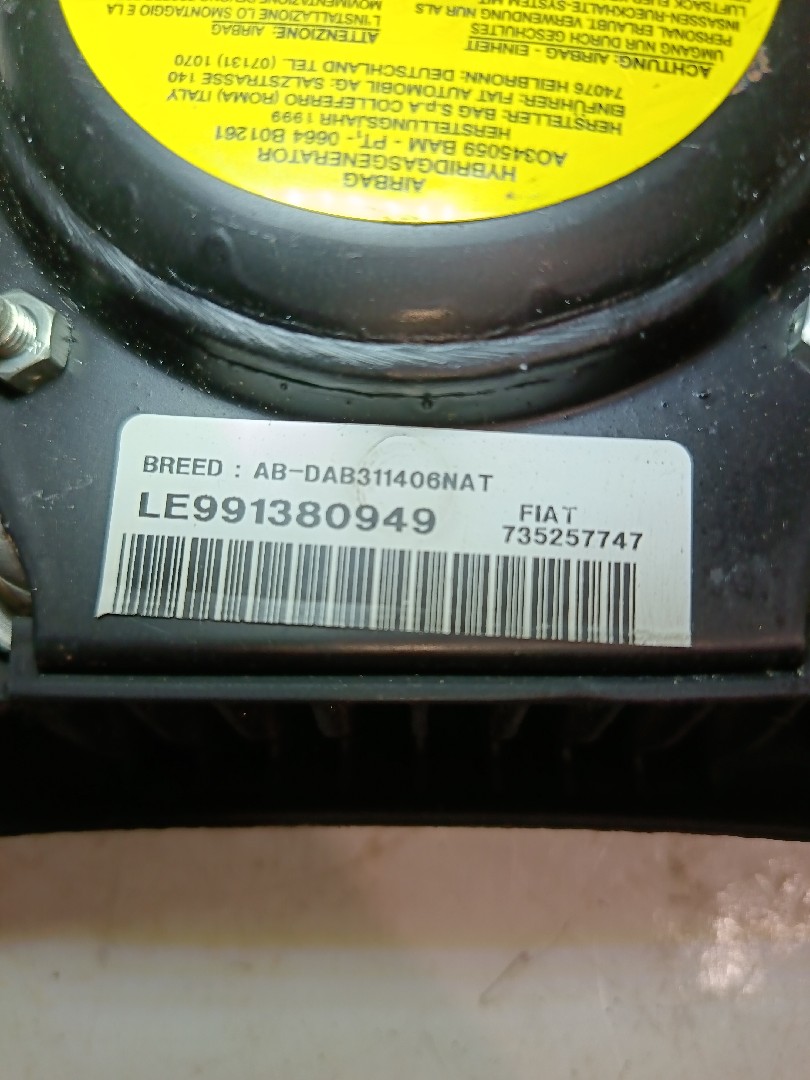 AIRBAG
HYBRIDGASGENERATOR
AO345059 BAM - PT₁- 0664 B01261
HERSTELLUNGSJAHR 1999
HERSTELLER: BAG S.p.A COLLEFERRO (ROMA) ITALY
EINFÜHRER: FIAT AUTOMOBIL AG: SALZSTRASSE 140
74076 HEILBRONN: DEUTSCHLAND TEL. (07131) 1070
ACHTUNG: AIRBAG - EINHEIT
UMGANG NUR DURCH GESCHULTES
PERSONAL ERLAUBT. VERWENDUNG NUR ALS
INSASSEN-RUECKHALTE-SYSTEM
ATTENZIONE: AIRBAG
L'INSTALLAZIONE LO SMONTAGGIO E LA
BREED : AB-DAB311406NAT
LE991380949
FIAT
735257747